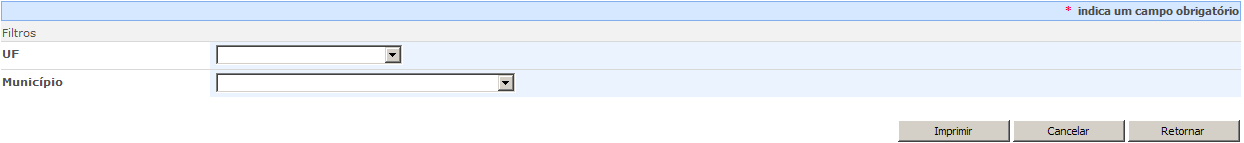 * indica um campo obrigatório
Filtros
UF
Município
Imprimir Cancelar Retornar